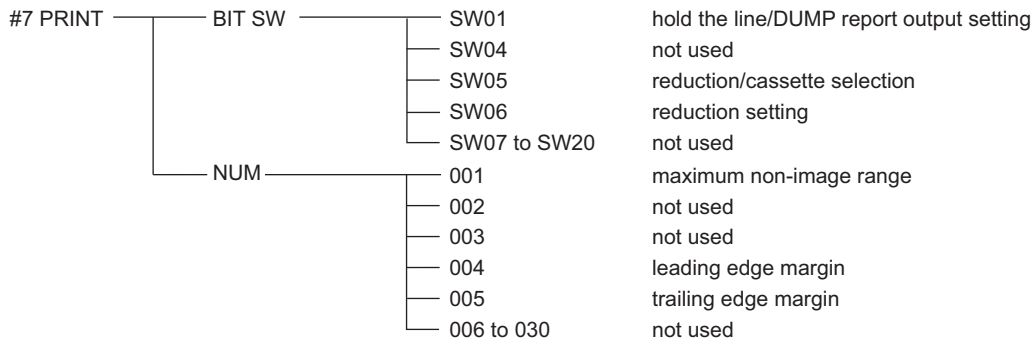 #7 PRINT BIT SW SW01 hold the line/DUMP report output setting
SW04 not used
SW05 reduction/cassette selection
SW06 reduction setting
SW07 to SW20 not used
NUM 001 maximum non-image range
002 not used
003 not used
004 leading edge margin
005 trailing edge margin
006 to 030 not used